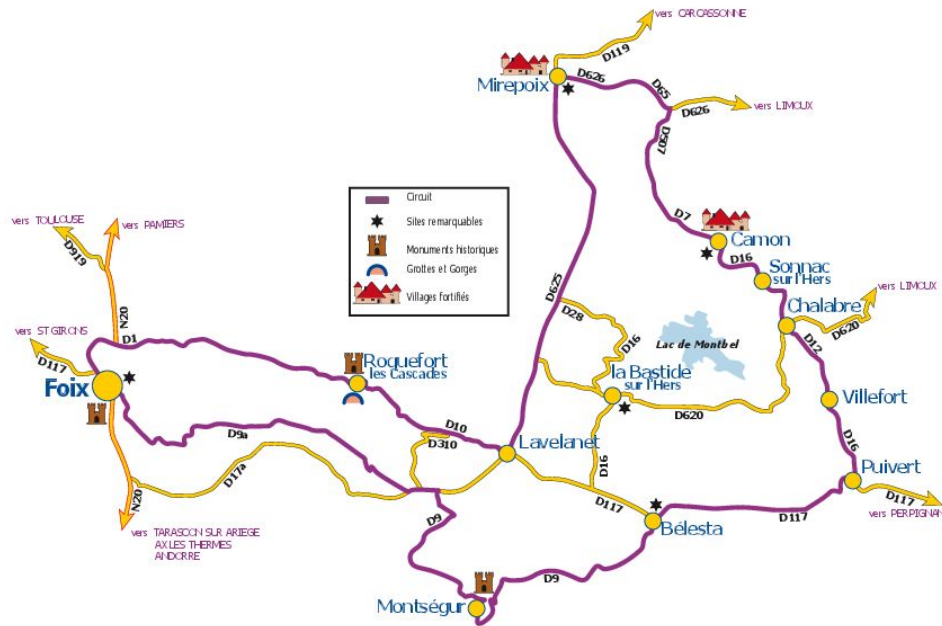 vers CARCASSONNE
D119
Mirepoix
D626
D65
D626
vers LIMOUX
D507
Circuit
Sites remarquables
Monuments historiques
Grottes et Gorges
Villages fortifiés
D7
Camon
D16
Sonnac
sur l'Hers
vers TOULOUSE
vers PAMIERS
D919
D625
Chalabre
vers LIMOUX
D620
N20
D1
D28
D16
Lac de Montbel
D12
vers ST GIRONS
D117
Foix
Roquefort
les Cascades
la Bastide
sur l'Hers
D620
Villefort
D10
D310
Lavelanet
D9a
D17a
D16
D16
Puivert
N20
D9
D117
Bélesta
D117
D117
vers PERPIGNAN
vers TARASCON SUR ARIEGE
AX LES THERMES
ANDORRE
D9
Montségur